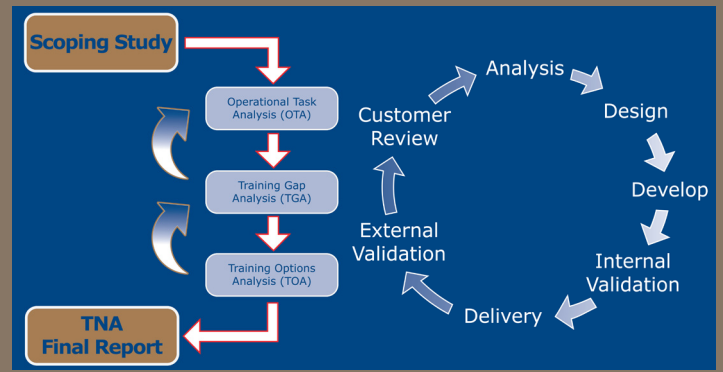 Scoping Study
Operational Task
Analysis (OTA)
Training Gap
Analysis (TGA)
Training Options
Analysis (TOA)
TNA
Final Report
Analysis
Design
Develop
Internal
Validation
Delivery
External
Validation
Customer
Review